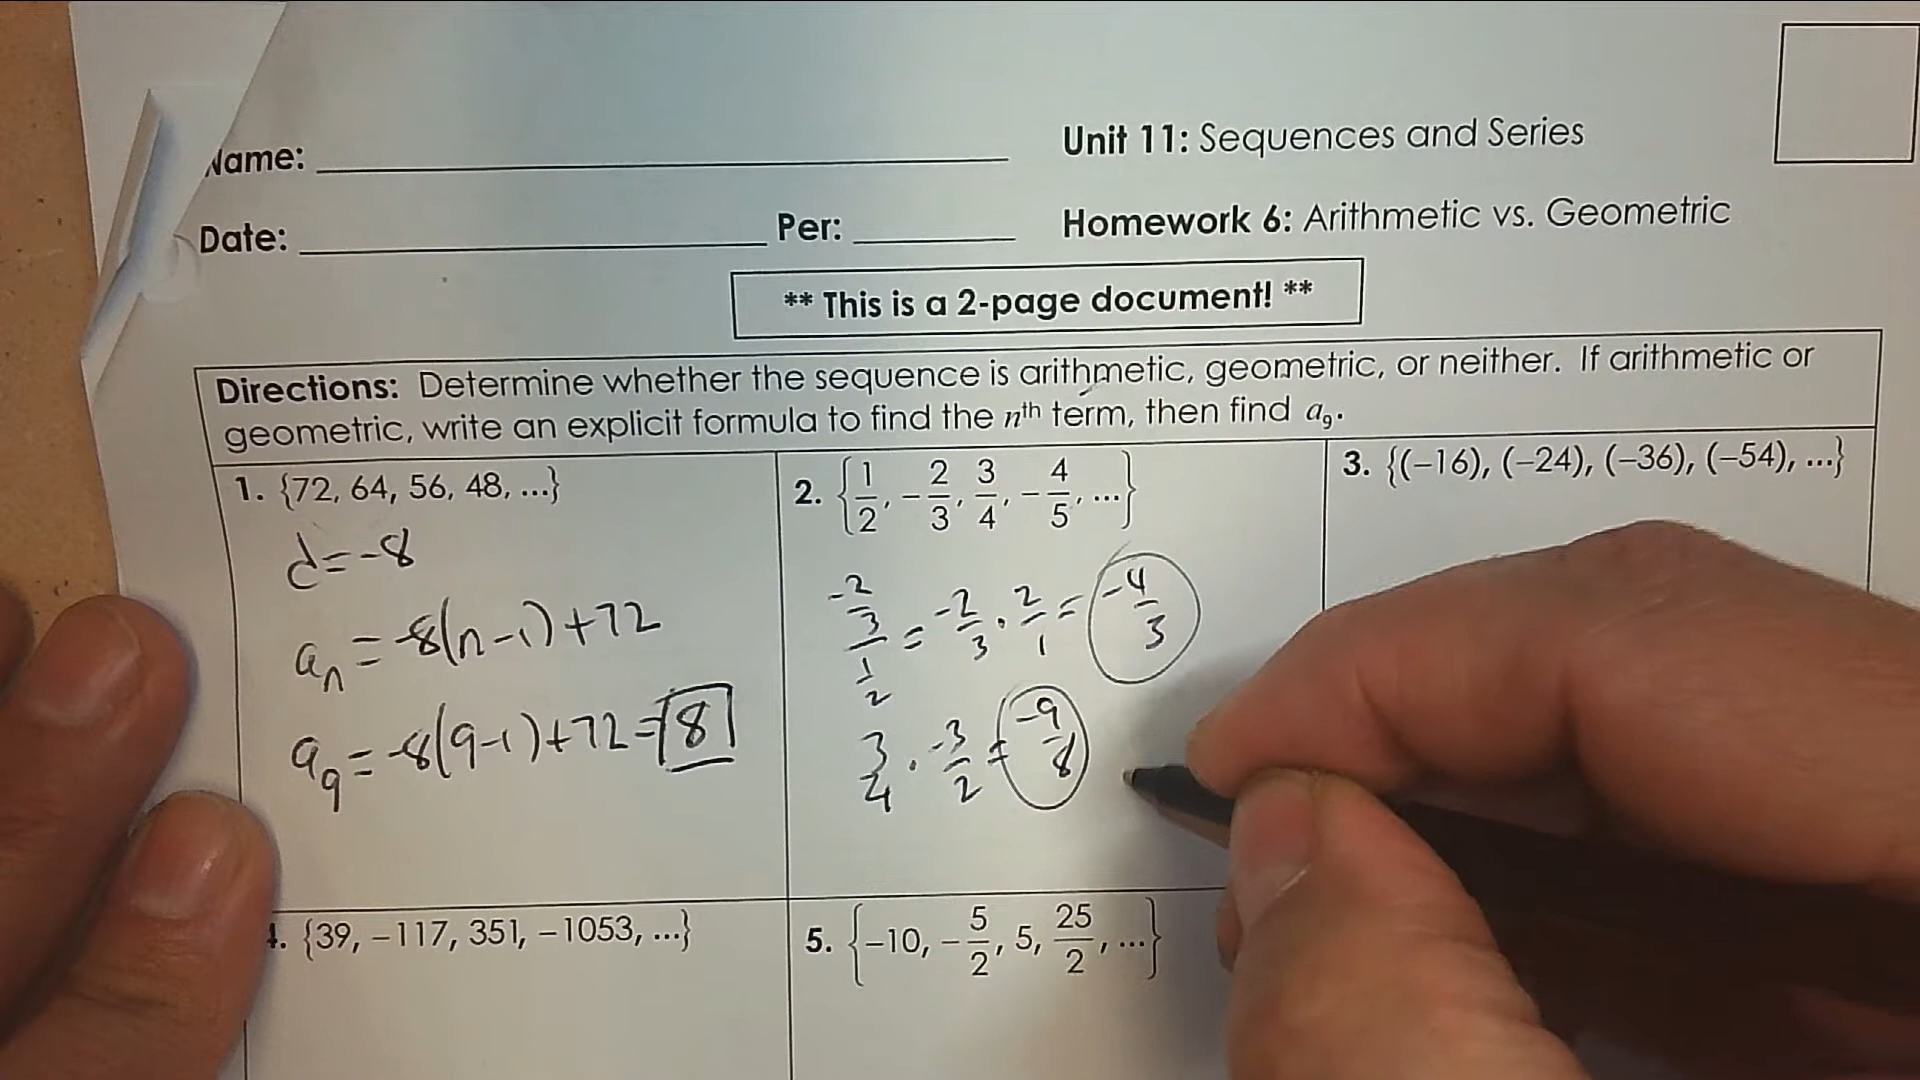 Name:
Unit 11: Sequences and Series
Date: Per:
Homework 6: Arithmetic vs. Geometric
** This is a 2-page document! **
Directions: Determine whether the sequence is arithmetic, geometric, or neither. If arithmetic or
geometric, write an explicit formula to find the nᵗʰ term, then find a₉.
1. {72, 64, 56, 48, ...}
d=-8
aₙ = -8(n-1)+72
a₉ = -8(9-1)+72=8
2. {1/2, -2/3, 3/4, -4/5, ...}
-2/3 / 1/2 = -2/3 · 2/1 = -4/3
3/4 · -3/2 = -9/8
3. {(-16), (-24), (-36), (-54), ...}
4. {39, -117, 351, -1053, ...}
5. {-10, -5/2, 5, 25/2, ...}